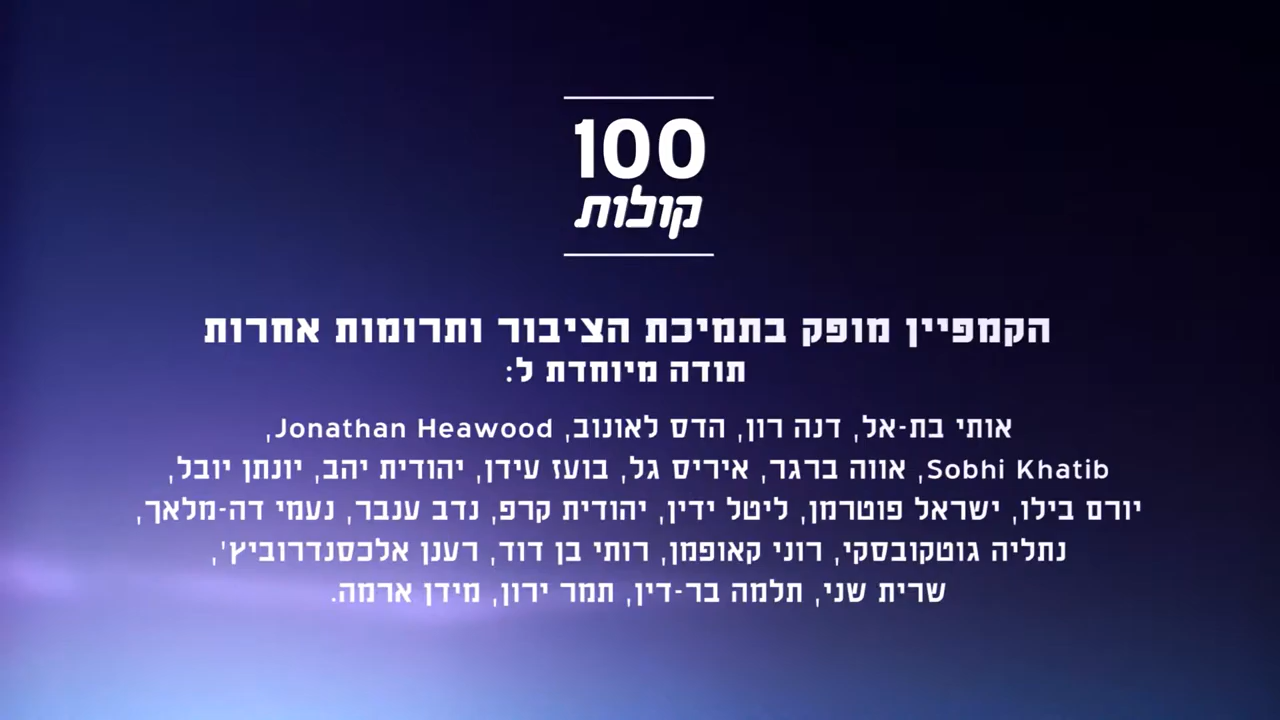 100
קולות
הקמפיין מופק בתמיכת הציבור ותרומות אחרות
תודה מיוחדת ל:
אותי בת-אל, דנה רון, הדס לאונוב, Jonathan Heawood,
Sobhi Khatib, אווה ברגר, איריס גל, בועז עידן, יהודית יהב, יונתן יובל,
יורם בילו, ישראל פוטרמן, ליטל ידין, יהודית קרפ, נדב ענבר, נעמי דה-מלאך,
נתליה גוטקובסקי, רוני קאופמן, רותי בן דוד, רענן אלכסנדרוביץ',
שרית שני, תלמה בר-דין, תמר ירון, מידן ארמה.